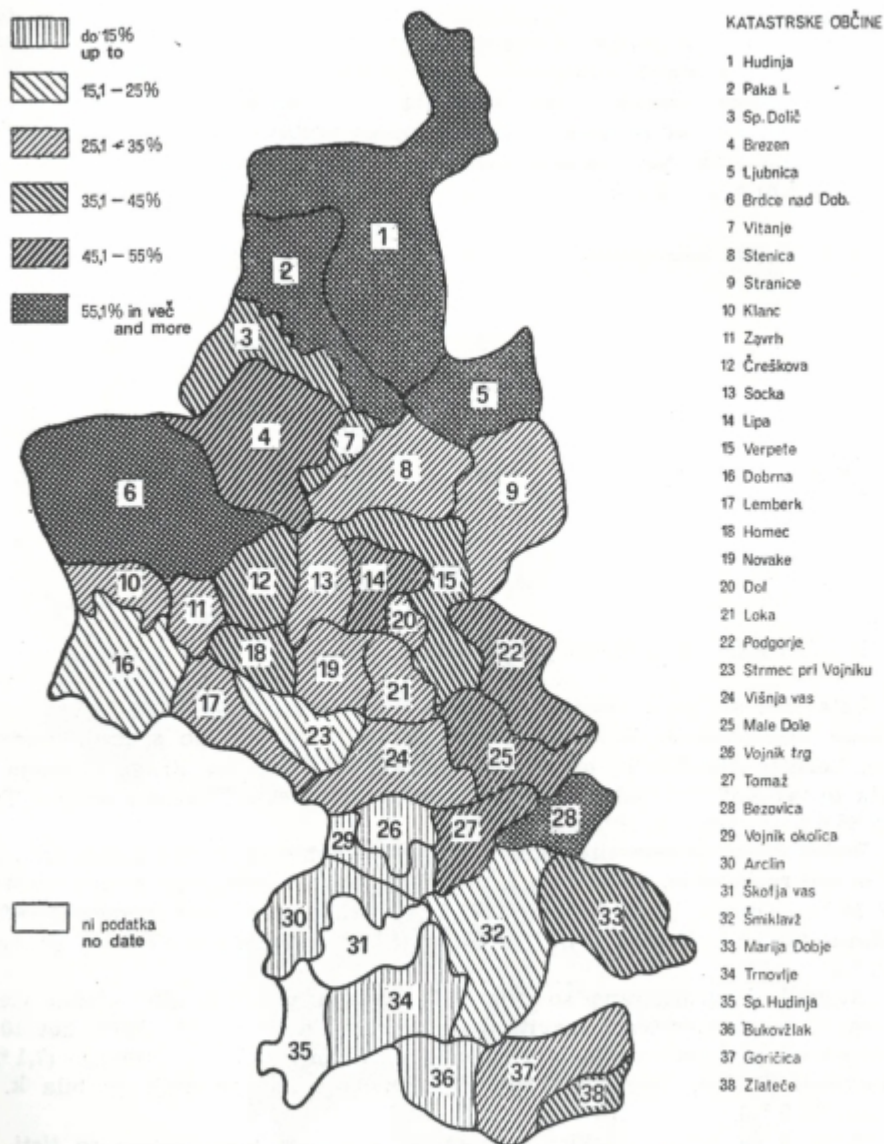 do 15%
up to
15,1 – 25%
25,1 – 35%
35,1 – 45%
45,1 – 55%
55,1% in več
and more
ni podatka
no date
KATASTRSKE OBČINE
1 Hudinja
2 Paka I.
3 Sp. Dolič
4 Brezen
5 Ljubnica
6 Brdce nad Dob.
7 Vitanje
8 Stenica
9 Stranice
10 Klanc
11 Zavrh
12 Čreškova
13 Socka
14 Lipa
15 Verpete
16 Dobrna
17 Lemberk
18 Homec
19 Novake
20 Dol
21 Loka
22 Podgorje
23 Strmec pri Vojniku
24 Višnja vas
25 Male Dole
26 Vojnik trg
27 Tomaž
28 Bezovica
29 Vojnik okolica
30 Arclin
31 Škofja vas
32 Šmiklavž
33 Marija Dobje
34 Trnovlje
35 Sp. Hudinja
36 Bukovžlak
37 Goričica
38 Zlateče
1
2
3
5
4
7
8
9
6
10
11
12
13
14
15
20
16
18
19
22
17
21
23
24
25
26
27
28
29
30
31
32
33
34
35
36
37
38